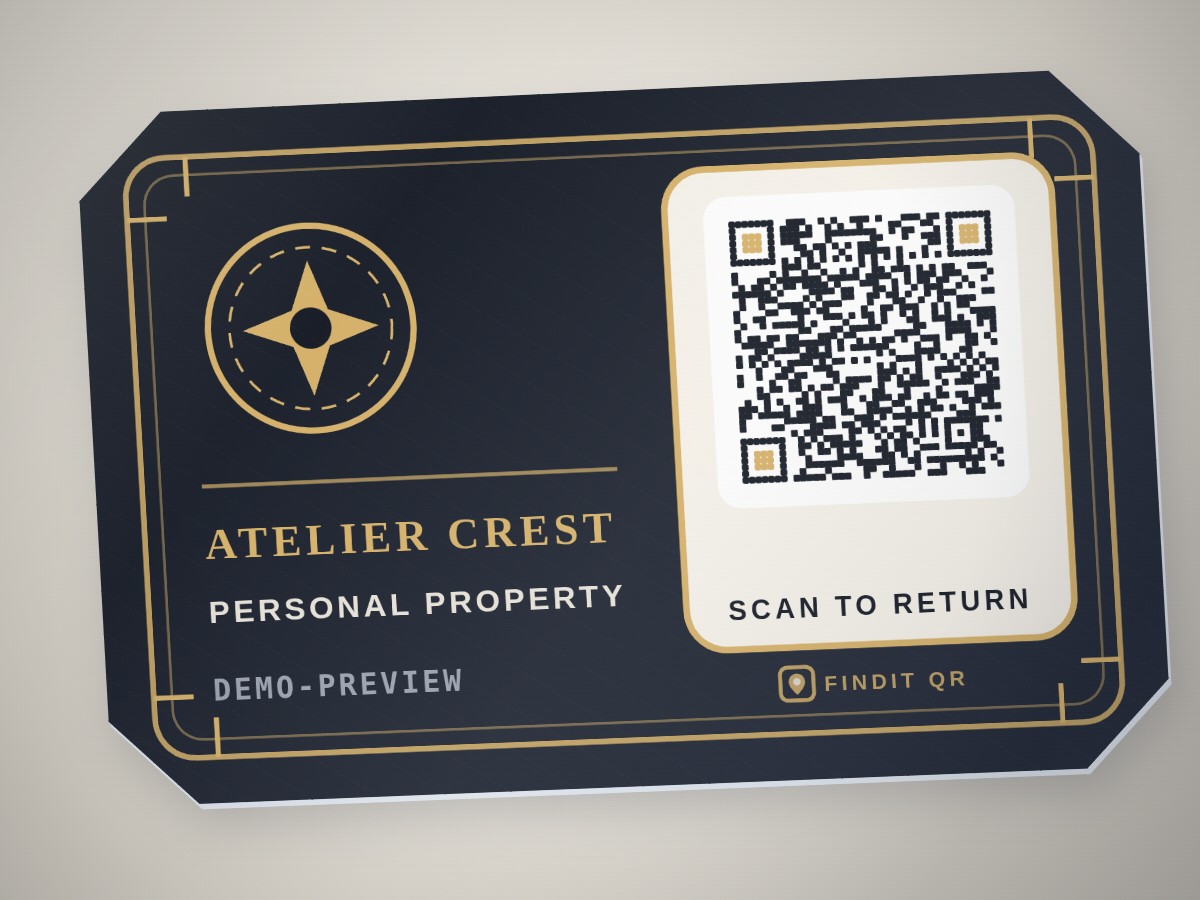 ATELIER CREST
PERSONAL PROPERTY
DEMO-PREVIEW
SCAN TO RETURN
FINDIT QR